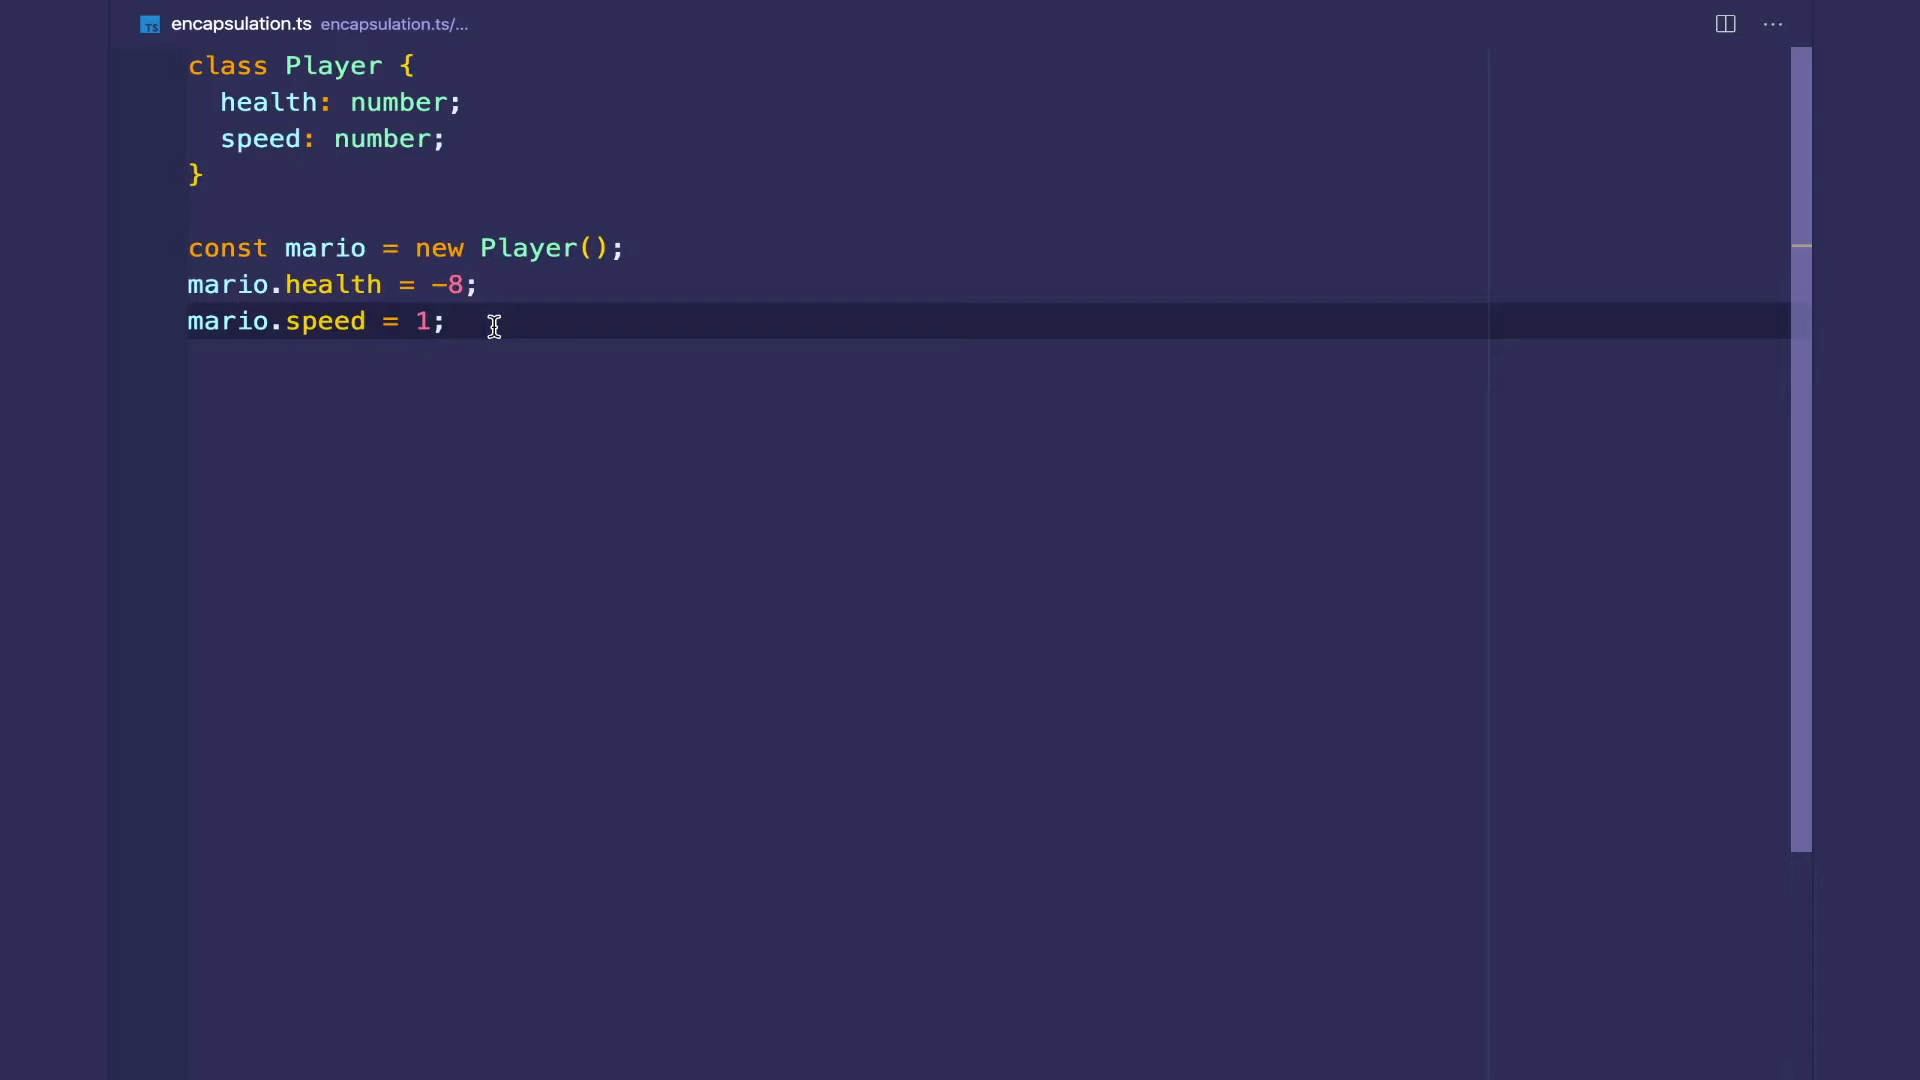 TS encapsulation.ts encapsulation.ts/...
class Player {
  health: number;
  speed: number;
}
const mario = new Player();
mario.health = -8;
mario.speed = 1;